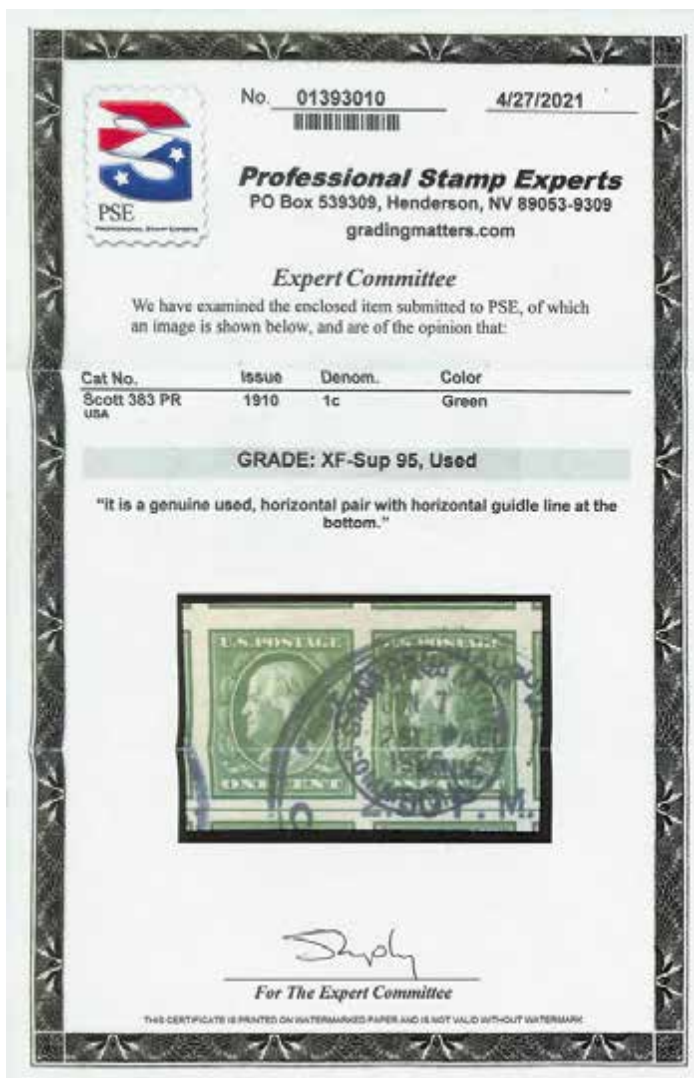 No. 01393010 4/27/2021
PSE
PROFESSIONAL STAMP EXPERTS
Professional Stamp Experts
PO Box 539309, Henderson, NV 89053-9309
gradingmatters.com
Expert Committee
We have examined the enclosed item submitted to PSE, of which
an image is shown below, and are of the opinion that:
Cat No. Issue Denom. Color
Scott 383 PR 1910 1c Green
USA
GRADE: XF-Sup 95, Used
"it is a genuine used, horizontal pair with horizontal guidle line at the
bottom."
U.S. POSTAGE U.S. POSTAGE
ONE CENT
P. M.
For The Expert Committee
THIS CERTIFICATE IS PRINTED ON WATERMARKED PAPER AND IS NOT VALID WITHOUT WATERMARK